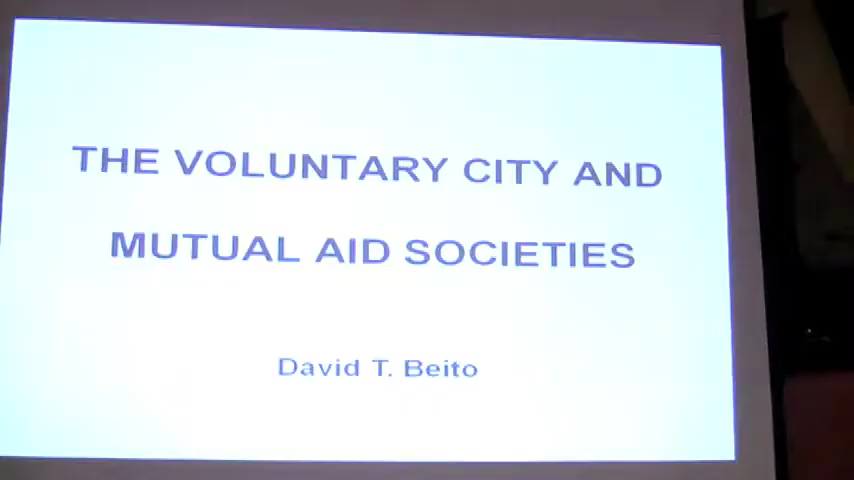 THE VOLUNTARY CITY AND
MUTUAL AID SOCIETIES
David T. Beito